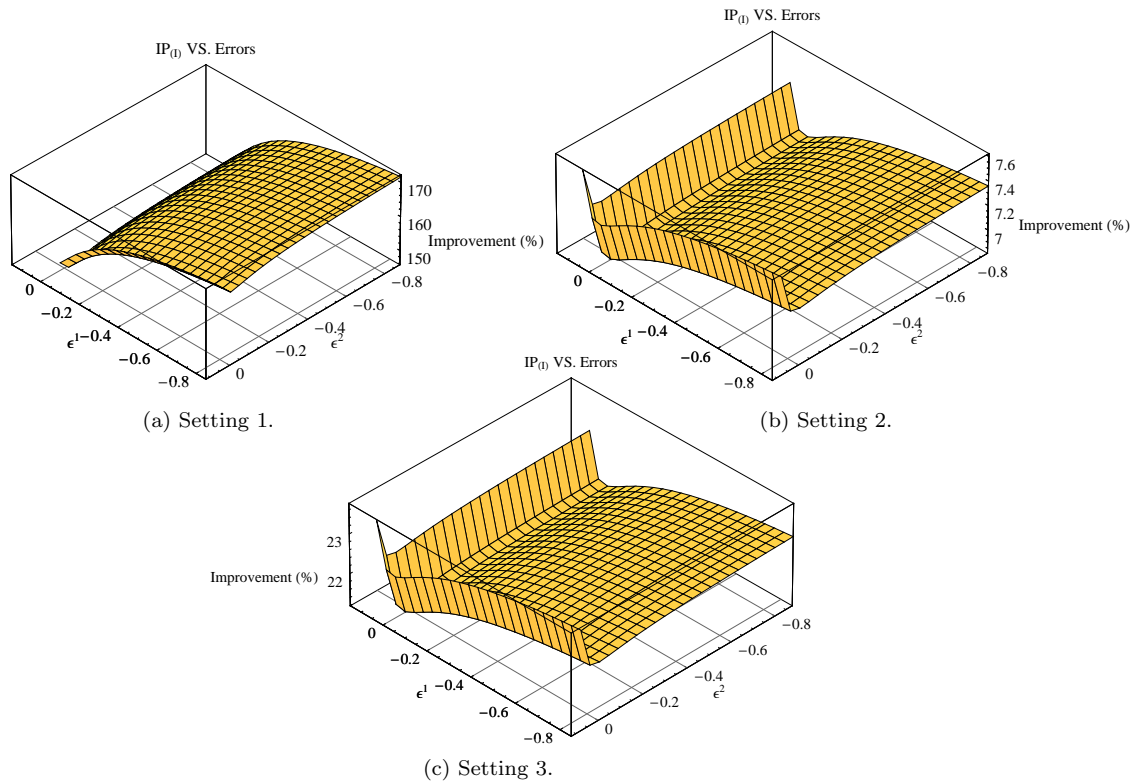 IP(I) VS. Errors
170
160
Improvement (%)
150
0
−0.2
−0.4
−0.6
−0.8
ϵ1
0
−0.2
−0.4
−0.6
−0.8
ϵ2
(a) Setting 1.
IP(I) VS. Errors
7.6
7.4
7.2
Improvement (%)
7
0
−0.2
−0.4
−0.6
−0.8
ϵ1
0
−0.2
−0.4
−0.6
−0.8
ϵ2
(b) Setting 2.
IP(I) VS. Errors
23
Improvement (%)
22
0
−0.2
−0.4
−0.6
−0.8
ϵ1
0
−0.2
−0.4
−0.6
−0.8
ϵ2
(c) Setting 3.